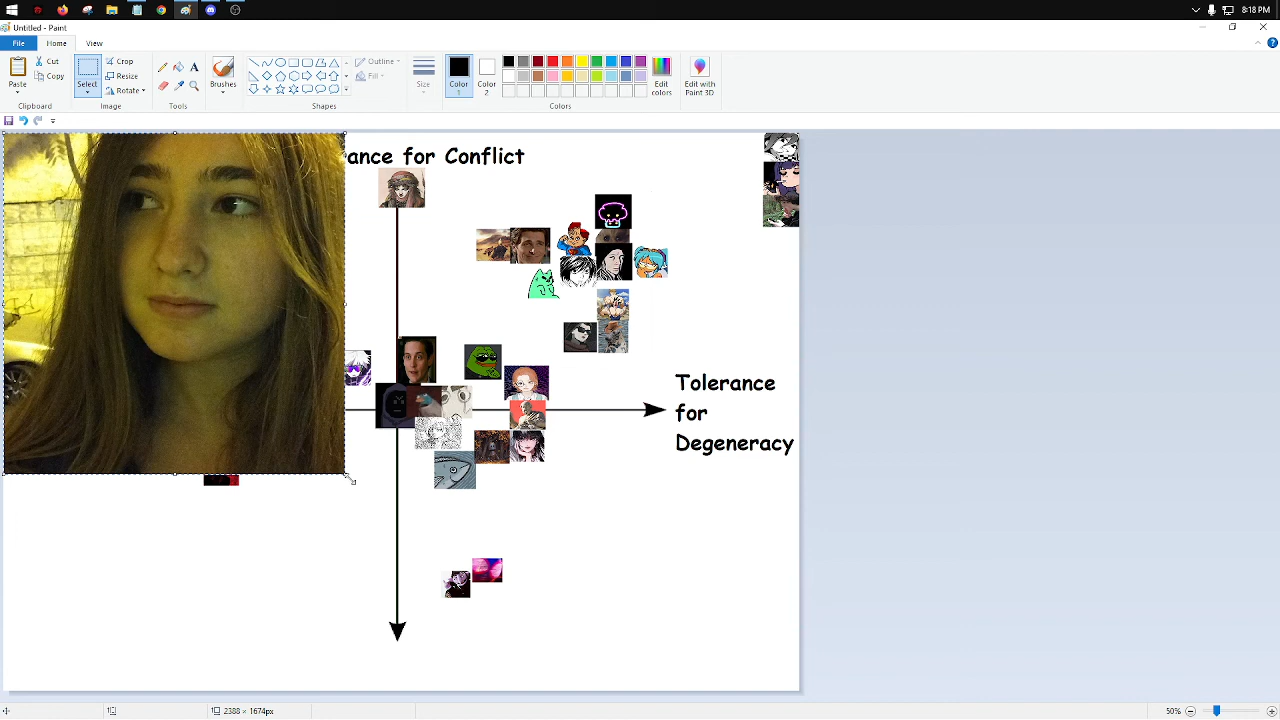 8:18 PM
Untitled - Paint
File
Home
View
Paste
Cut
Copy
Clipboard
Select
Crop
Resize
Rotate
Image
A
Tools
Brushes
Outline
Fill
Shapes
Size
Color
1
Color
2
Edit
colors
Colors
Edit with
Paint 3D
ance for Conflict
Tolerance
for
Degeneracy
2388 × 1674px
50%